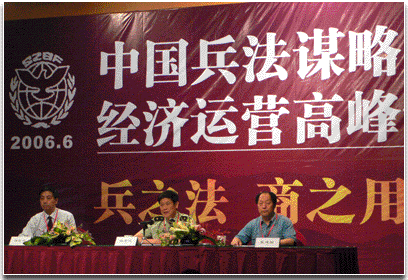 SZBF
2006.6
中国兵法谋略
经济运营高峰
兵之法 商之用